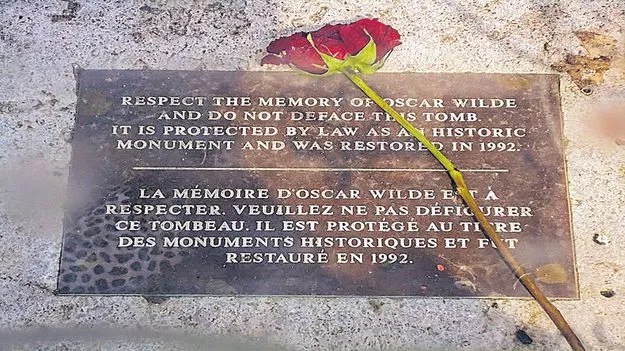 RESPECT THE MEMORY OF OSCAR WILDE
AND DO NOT DEFACE THIS TOMB.
IT IS PROTECTED BY LAW AS AN HISTORIC
MONUMENT AND WAS RESTORED IN 1992.
LA MÉMOIRE D'OSCAR WILDE EST À
RESPECTER. VEUILLEZ NE PAS DÉFIGURER
CE TOMBEAU. IL EST PROTÉGÉ AU TITRE
DES MONUMENTS HISTORIQUES ET FUT
RESTAURÉ EN 1992.